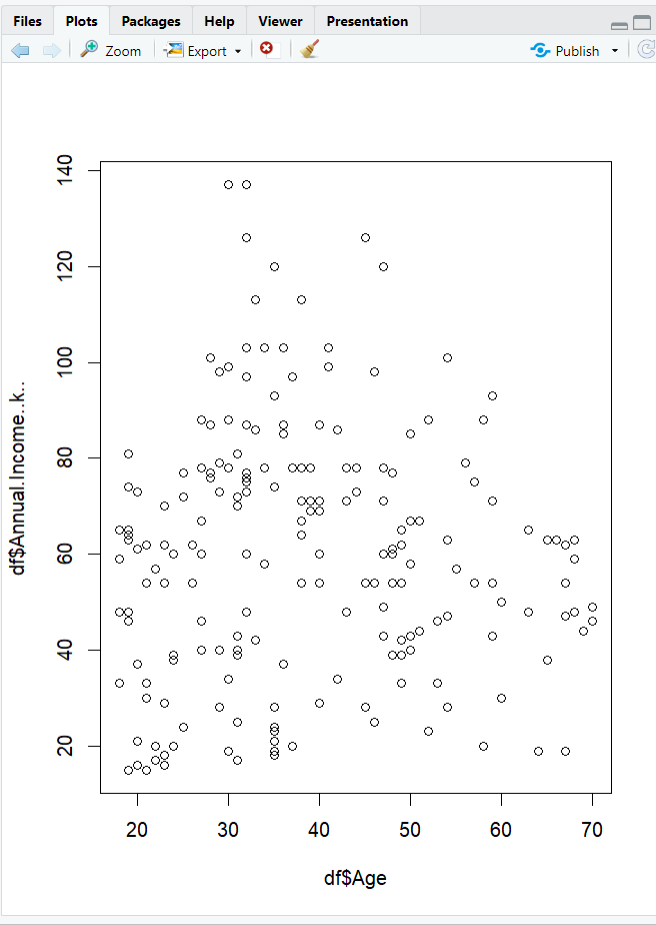 Files Plots Packages Help Viewer Presentation
Zoom Export Publish
140
120
100
80
60
40
20
df$Annual.Income..k..
20 30 40 50 60 70
df$Age